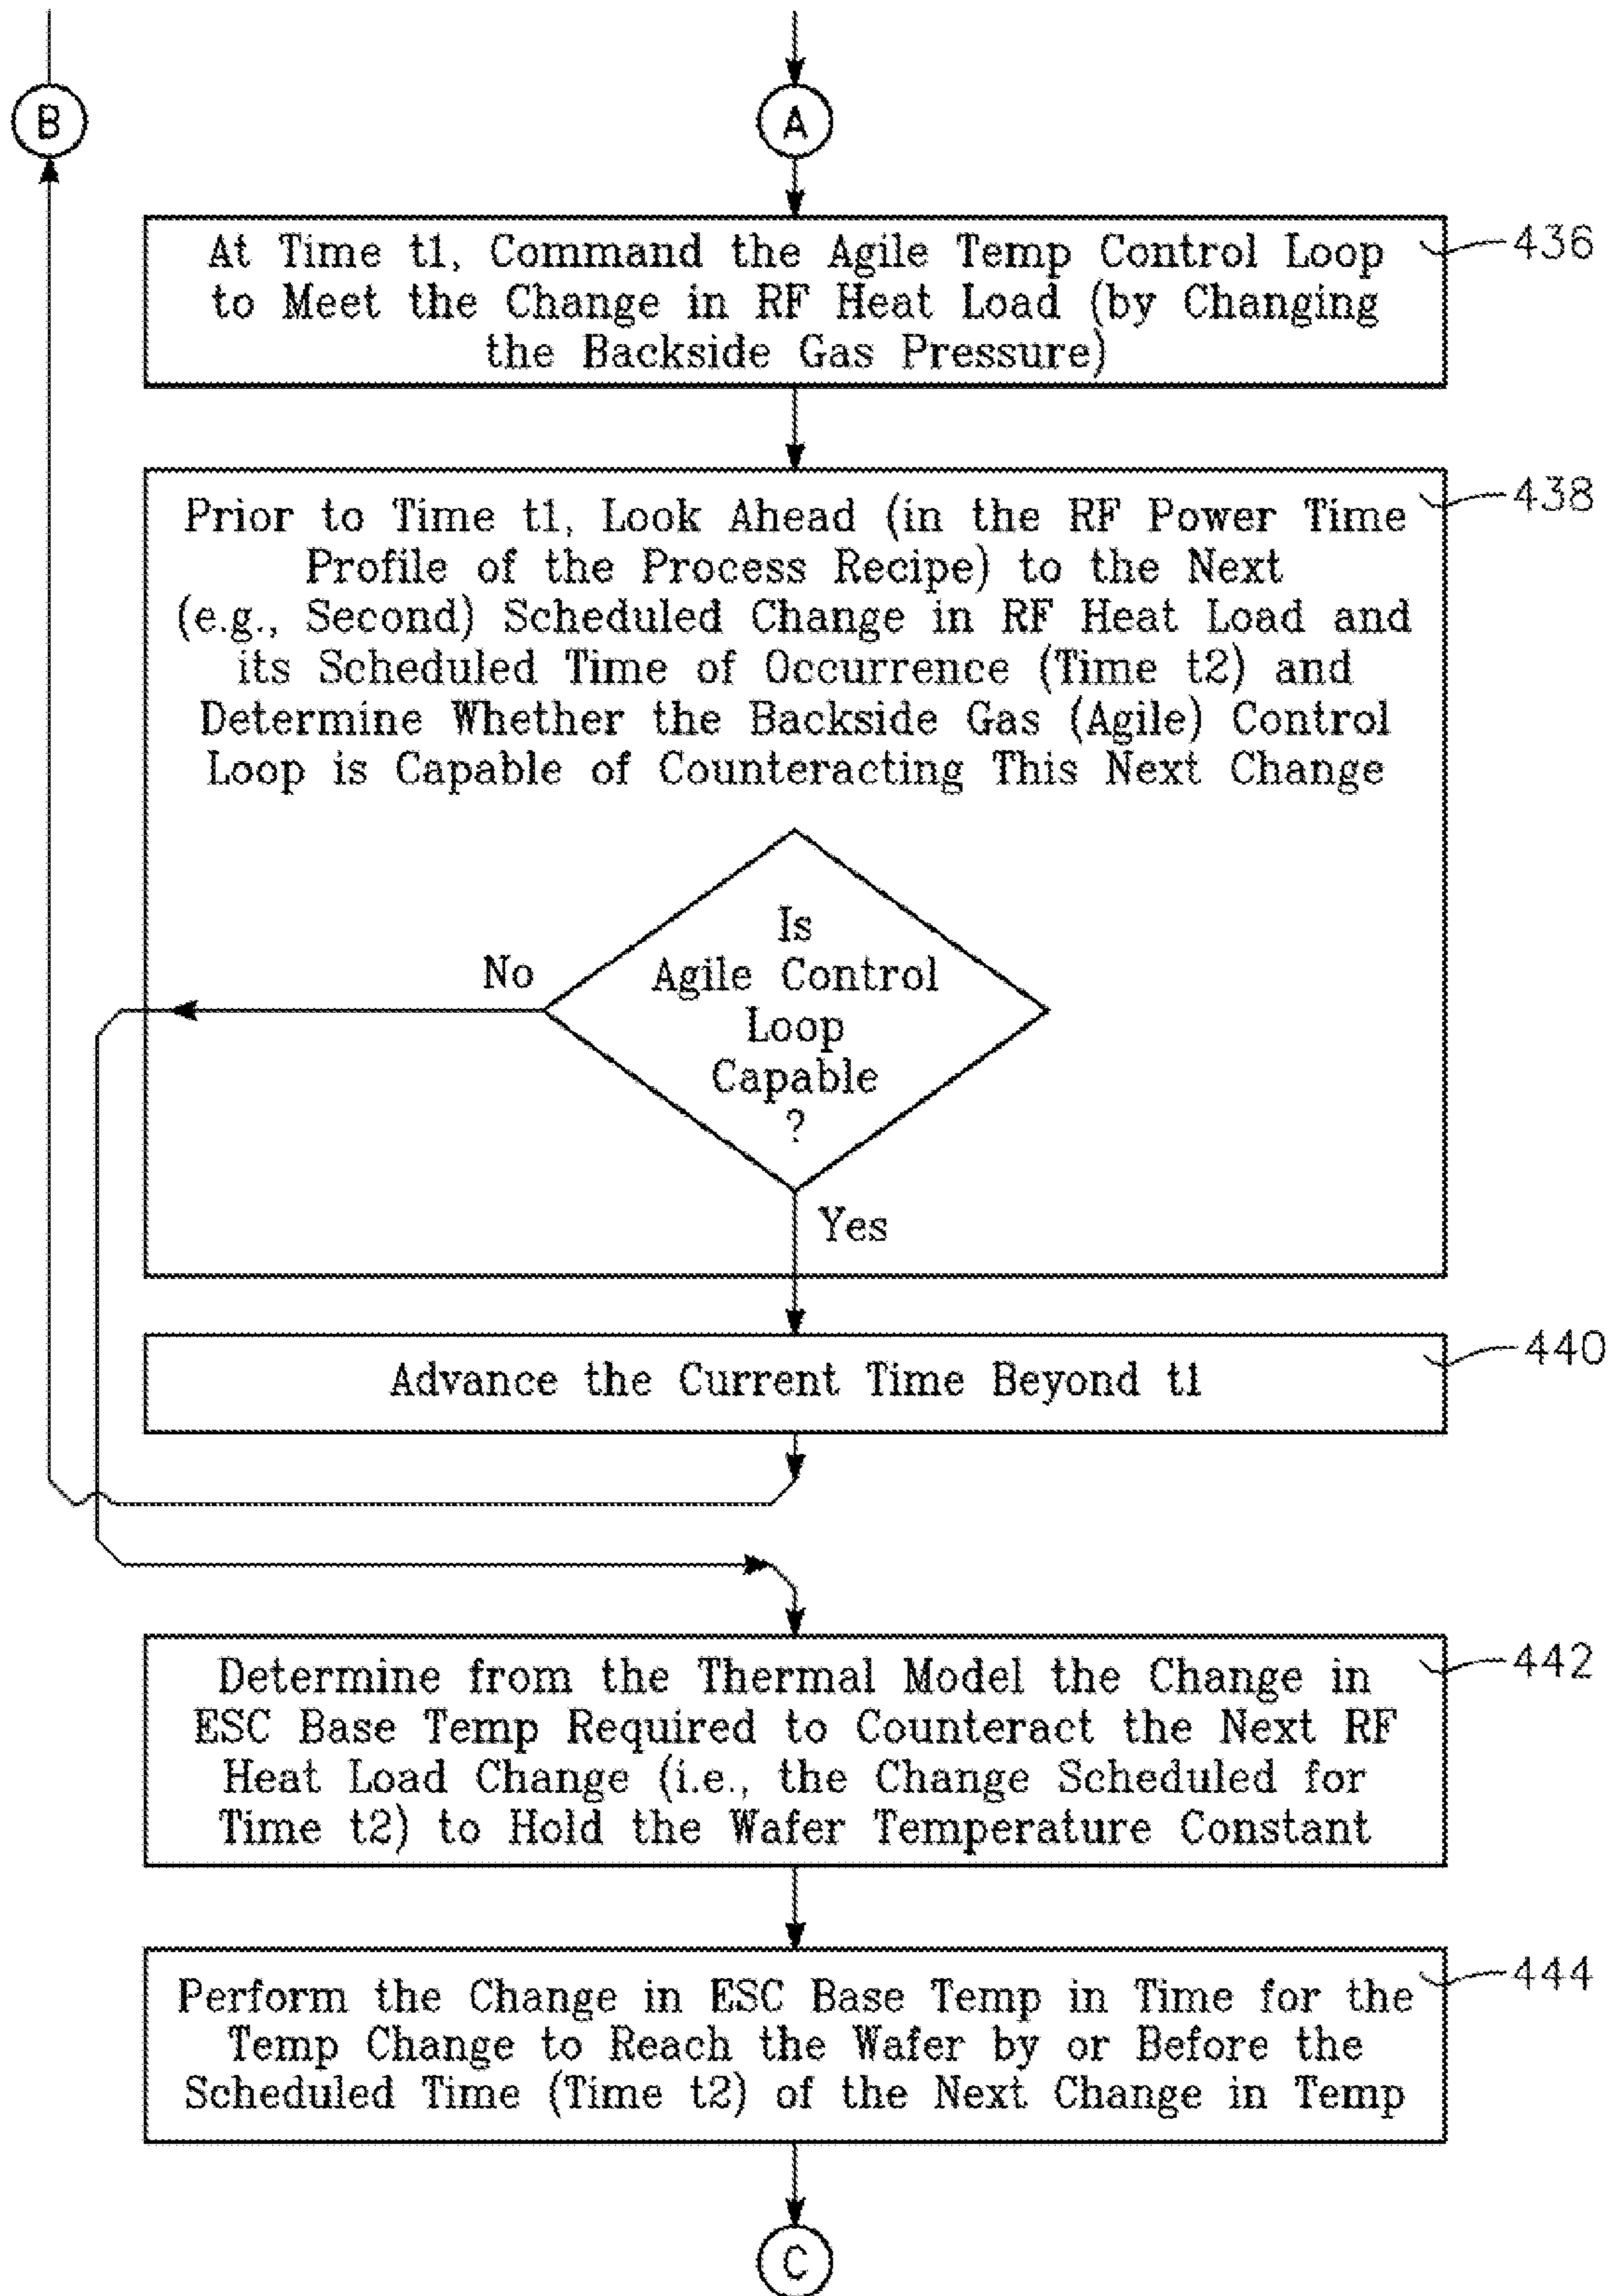 B
A
At Time t1, Command the Agile Temp Control Loop
to Meet the Change in RF Heat Load (by Changing
the Backside Gas Pressure)
436
Prior to Time t1, Look Ahead (in the RF Power Time
Profile of the Process Recipe) to the Next
(e.g., Second) Scheduled Change in RF Heat Load and
its Scheduled Time of Occurrence (Time t2) and
Determine Whether the Backside Gas (Agile) Control
Loop is Capable of Counteracting This Next Change
438
Is
Agile Control
Loop
Capable
?
No
Yes
Advance the Current Time Beyond t1
440
Determine from the Thermal Model the Change in
ESC Base Temp Required to Counteract the Next RF
Heat Load Change (i.e., the Change Scheduled for
Time t2) to Hold the Wafer Temperature Constant
442
Perform the Change in ESC Base Temp in Time for the
Temp Change to Reach the Wafer by or Before the
Scheduled Time (Time t2) of the Next Change in Temp
444
C